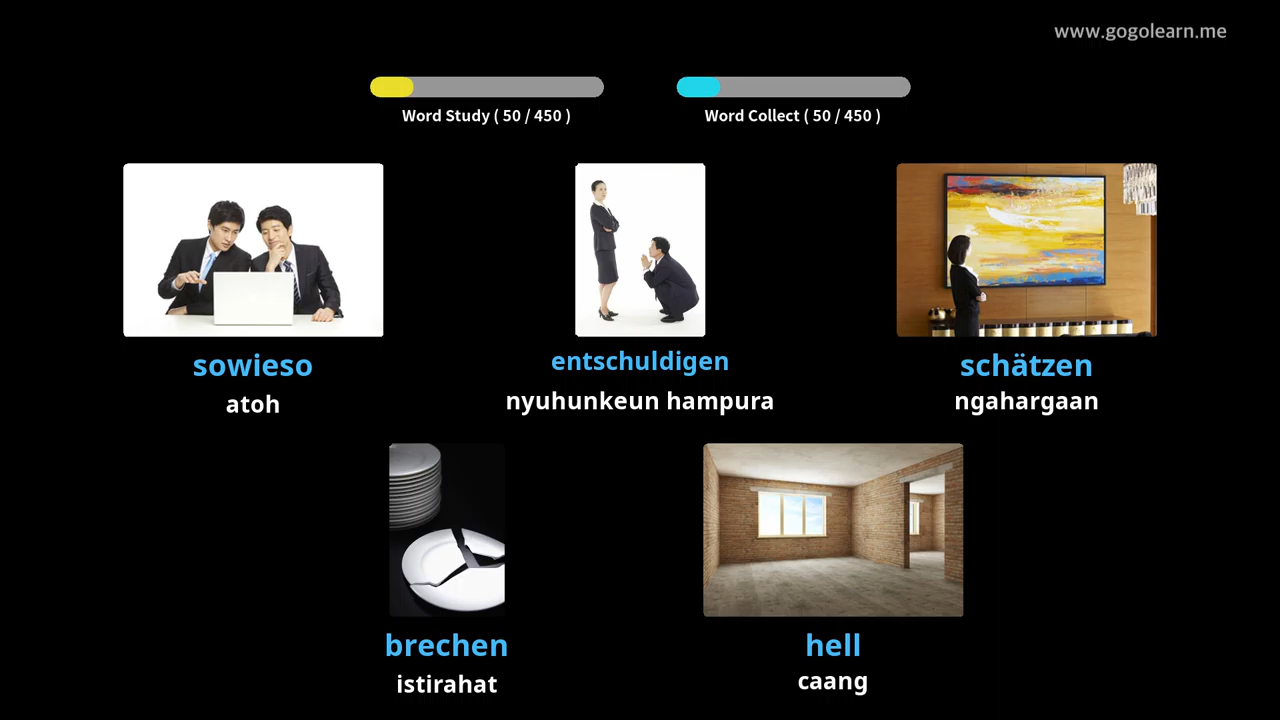 www.gogolearn.me
Word Study ( 50 / 450 )
Word Collect ( 50 / 450 )
sowieso
atoh
entschuldigen
nyuhunkeun hampura
schätzen
ngahargaan
brechen
istirahat
hell
caang